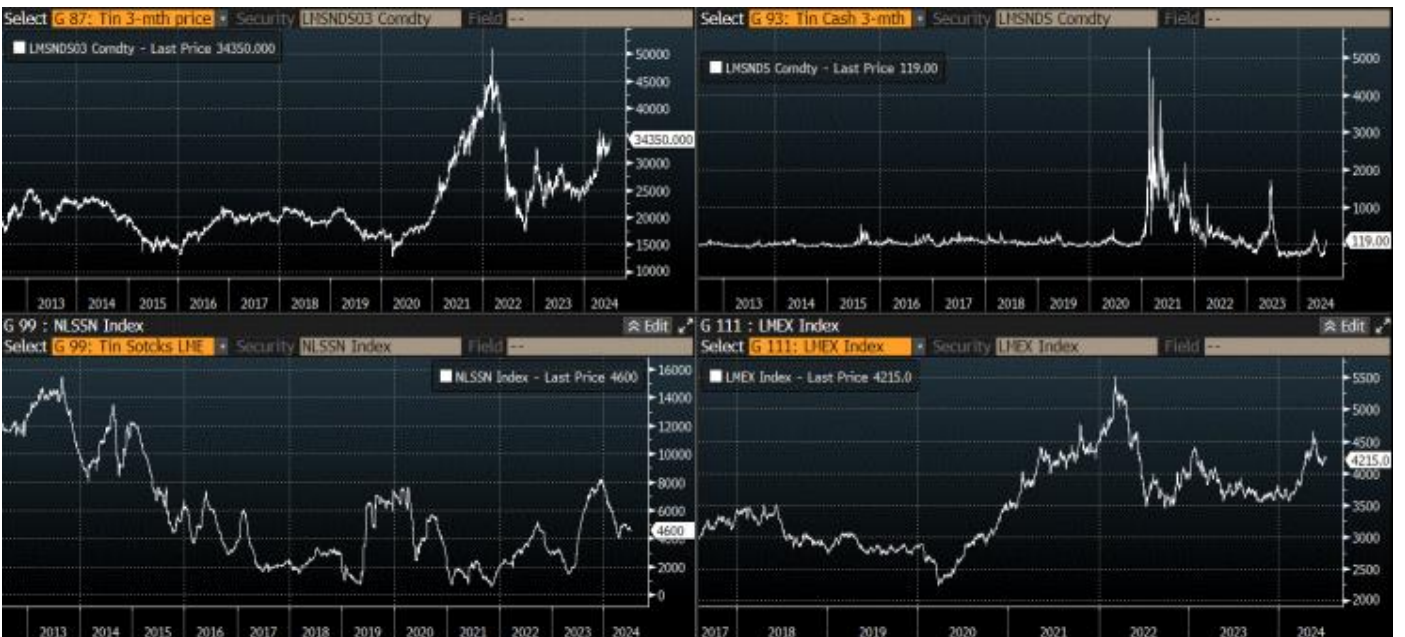 Select G 87: Tin 3-mth price Security LMSNDS03 Comdty Field --
LMSNDS03 Comdty - Last Price 34350.000
50000
45000
40000
34350.000
30000
25000
20000
15000
10000
2013 2014 2015 2016 2017 2018 2019 2020 2021 2022 2023 2024
Select G 93: Tin Cash 3-mth Security LMSNDS Comdty Field --
LMSNDS Comdty - Last Price 119.00
5000
4000
3000
2000
1000
119.00
2013 2014 2015 2016 2017 2018 2019 2020 2021 2022 2023 2024
G 99 : NLSSN Index Edit
Select G 99: Tin Sotcks LME Security NLSSN Index Field --
NLSSN Index - Last Price 4600
16000
14000
12000
10000
8000
6000
4600
2000
0
2013 2014 2015 2016 2017 2018 2019 2020 2021 2022 2023 2024
G 111 : LMEX Index Edit
Select G 111: LMEX Index Security LMEX Index Field --
LMEX Index - Last Price 4215.0
5500
5000
4500
4215.0
3500
3000
2500
2000
2017 2018 2019 2020 2021 2022 2023 2024